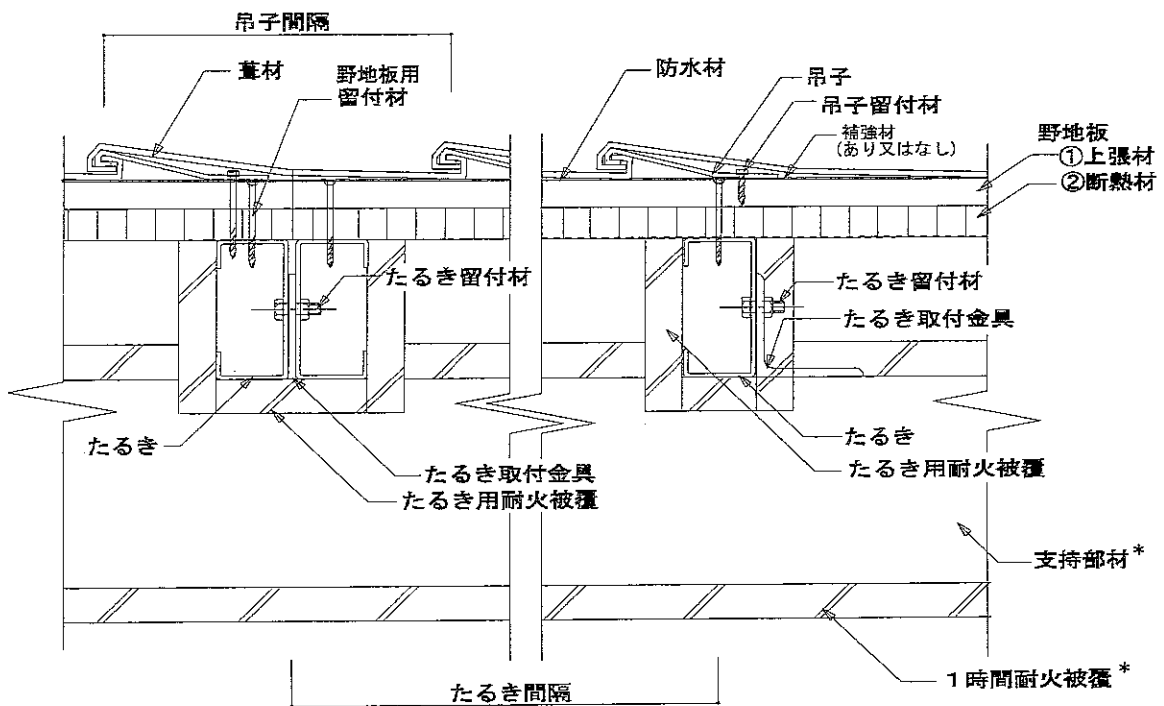 吊子間隔
葺材
野地板用
留付材
防水材
吊子
吊子留付材
補強材
(あり又はなし)
野地板
①上張材
②断熱材
たるき留付材
たるき留付材
たるき取付金具
たるき
たるき
たるき取付金具
たるき用耐火被覆
たるき用耐火被覆
支持部材*
1時間耐火被覆*
たるき間隔